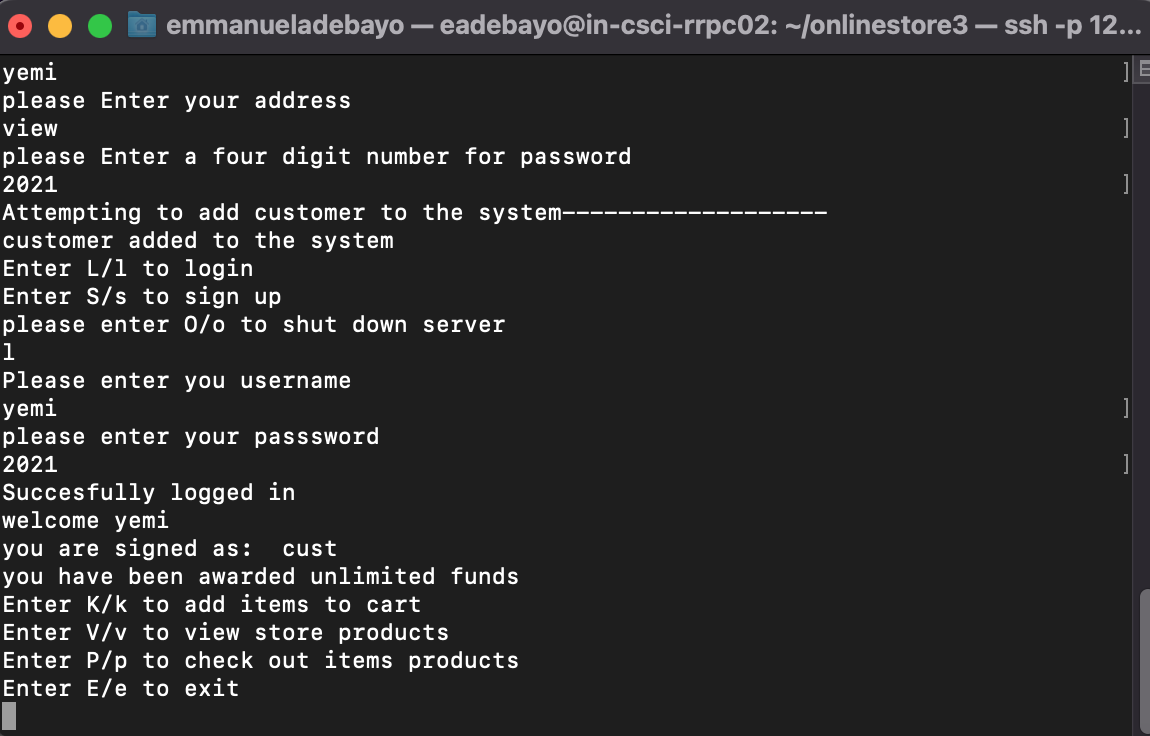 emmanueladebayo — eadebayo@in-csci-rrpc02: ~/onlinestore3 — ssh -p 12...
yemi
please Enter your address
view
please Enter a four digit number for password
2021
Attempting to add customer to the system-------------------
customer added to the system
Enter L/l to login
Enter S/s to sign up
please enter O/o to shut down server
l
Please enter you username
yemi
please enter your passsword
2021
Succesfully logged in
welcome yemi
you are signed as:  cust
you have been awarded unlimited funds
Enter K/k to add items to cart
Enter V/v to view store products
Enter P/p to check out items products
Enter E/e to exit